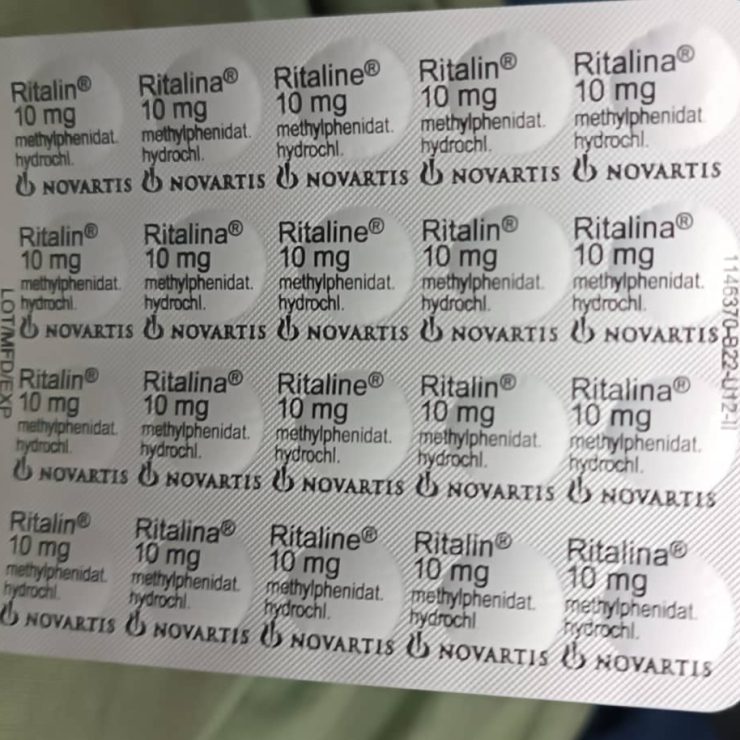 Ritalin® Ritalina® Ritaline® Ritalin® Ritalina®
10 mg 10 mg 10 mg 10 mg 10 mg
methylphenidat. methylphenidat. methylphenidat. methylphenidat. methylphenidat.
hydrochl. hydrochl. hydrochl. hydrochl. hydrochl.
NOVARTIS NOVARTIS NOVARTIS NOVARTIS NOVARTIS
Ritalin® Ritalina® Ritaline® Ritalin® Ritalina®
10 mg 10 mg 10 mg 10 mg 10 mg
methylphenidat. methylphenidat. methylphenidat. methylphenidat. methylphenidat.
hydrochl. hydrochl. hydrochl. hydrochl. hydrochl.
NOVARTIS NOVARTIS NOVARTIS NOVARTIS NOVARTIS
Ritalin® Ritalina® Ritaline® Ritalin® Ritalina®
10 mg 10 mg 10 mg 10 mg 10 mg
methylphenidat. methylphenidat. methylphenidat. methylphenidat. methylphenidat.
hydrochl. hydrochl. hydrochl. hydrochl. hydrochl.
NOVARTIS NOVARTIS NOVARTIS NOVARTIS NOVARTIS
Ritalin® Ritalina® Ritaline® Ritalin® Ritalina®
10 mg 10 mg 10 mg 10 mg 10 mg
methylphenidat. methylphenidat. methylphenidat. methylphenidat. methylphenidat.
hydrochl. hydrochl. hydrochl. hydrochl hydrochl.
NOVARTIS NOVARTIS NOVARTIS NOVARTIS NOVARTIS
LOT/MFD/EXP